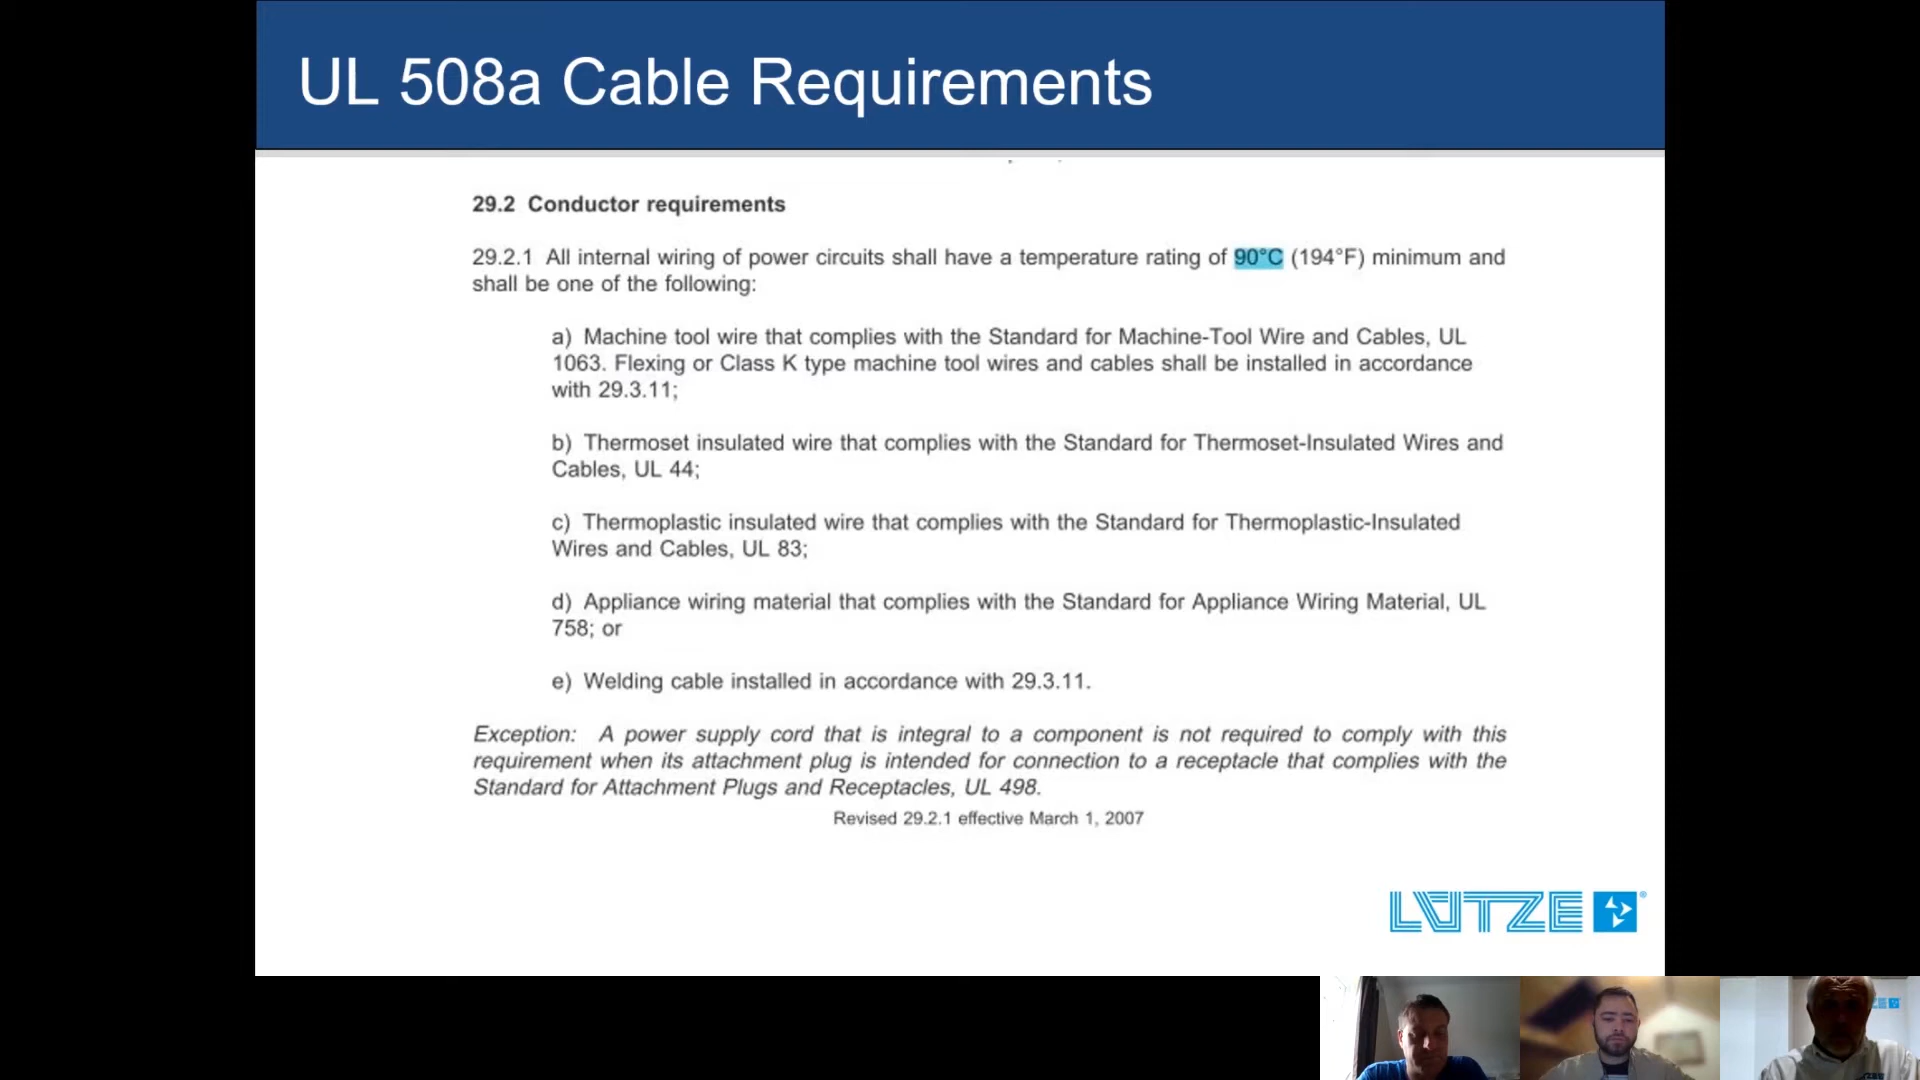 UL 508a Cable Requirements
29.2 Conductor requirements
29.2.1 All internal wiring of power circuits shall have a temperature rating of 90°C (194°F) minimum and
shall be one of the following:
a) Machine tool wire that complies with the Standard for Machine-Tool Wire and Cables, UL
1063. Flexing or Class K type machine tool wires and cables shall be installed in accordance
with 29.3.11;
b) Thermoset insulated wire that complies with the Standard for Thermoset-Insulated Wires and
Cables, UL 44;
c) Thermoplastic insulated wire that complies with the Standard for Thermoplastic-Insulated
Wires and Cables, UL 83;
d) Appliance wiring material that complies with the Standard for Appliance Wiring Material, UL
758; or
e) Welding cable installed in accordance with 29.3.11.
Exception: A power supply cord that is integral to a component is not required to comply with this
requirement when its attachment plug is intended for connection to a receptacle that complies with the
Standard for Attachment Plugs and Receptacles, UL 498.
Revised 29.2.1 effective March 1, 2007
LÜTZE ®